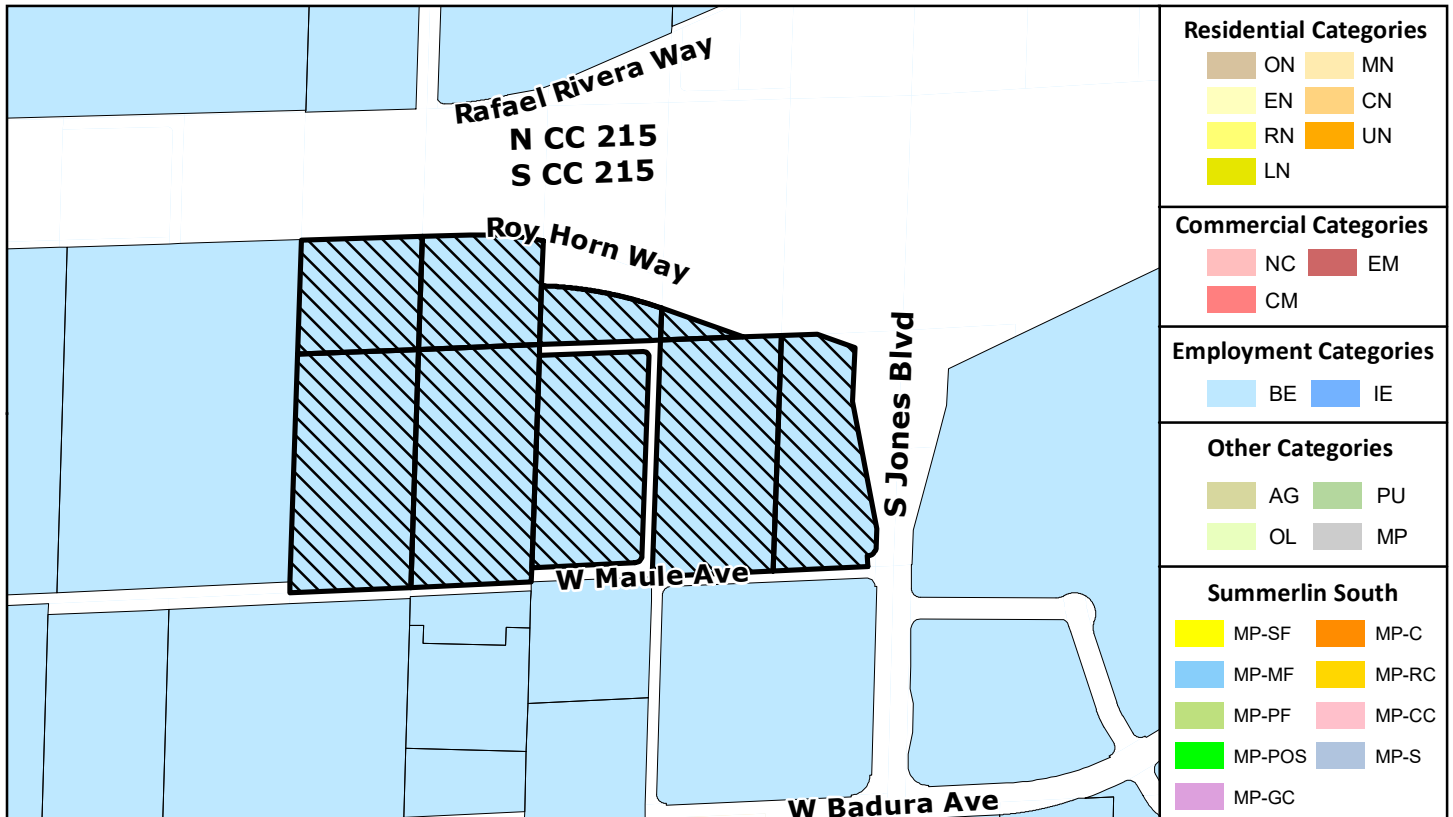 Rafael Rivera Way
N CC 215
S CC 215
Roy Horn Way
S Jones Blvd
W Maule Ave
W Badura Ave
Residential Categories
ON MN
EN CN
RN UN
LN
Commercial Categories
NC EM
CM
Employment Categories
BE IE
Other Categories
AG PU
OL MP
Summerlin South
MP-SF MP-C
MP-MF MP-RC
MP-PF MP-CC
MP-POS MP-S
MP-GC